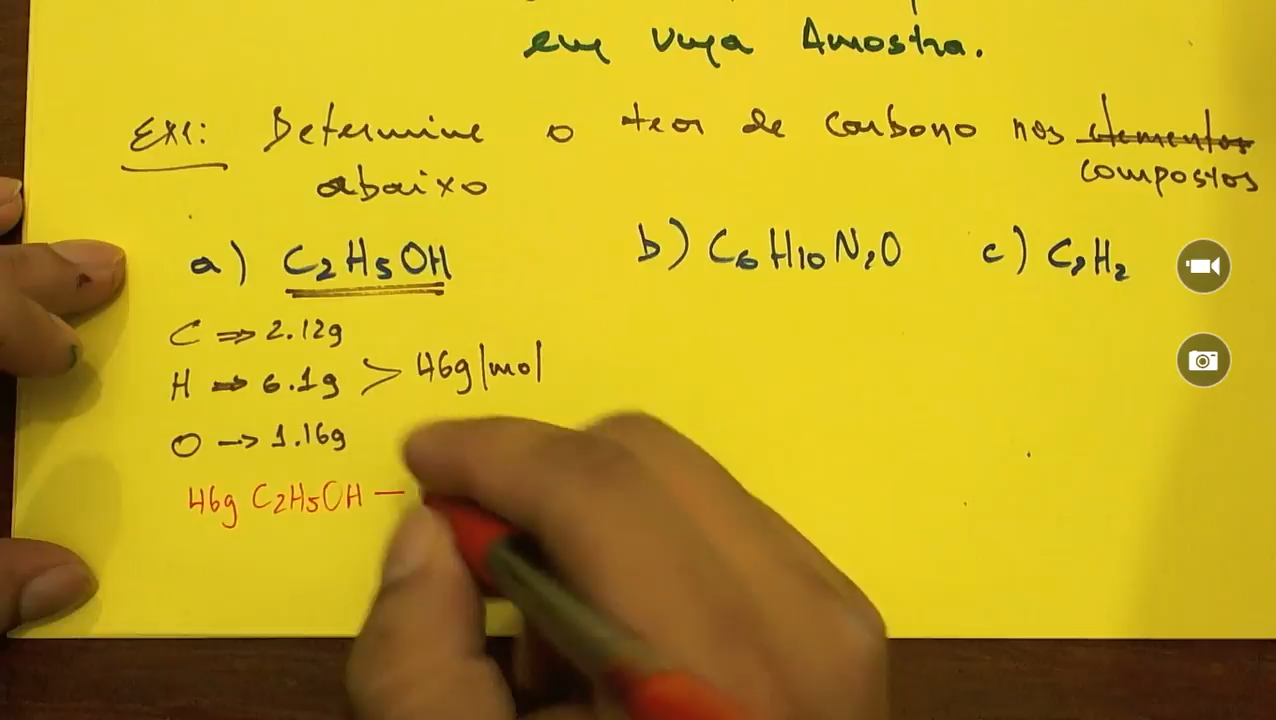 em uma Amostra.
Ex1: Determine o teor de carbono nos elementos
abaixo compostos
a) C2H5OH b) C6H10N2O c) C2H2
C => 2.12g
H => 6.1g > 46g/mol
O -> 1.16g
46g C2H5OH —